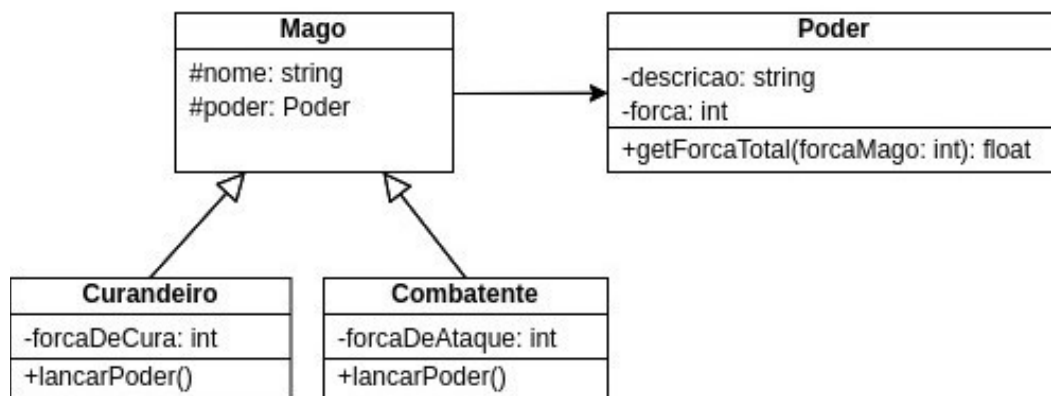 Mago
#nome: string
#poder: Poder
Poder
-descricao: string
-forca: int
+getForcaTotal(forcaMago: int): float
Curandeiro
-forcaDeCura: int
+lancarPoder()
Combatente
-forcaDeAtaque: int
+lancarPoder()